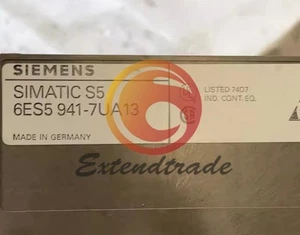 SIEMENS
SIMATIC S5
6ES5 941-7UA13
LISTED 7407
IND. CONT. EQ.
MADE IN GERMANY
Extendtrade